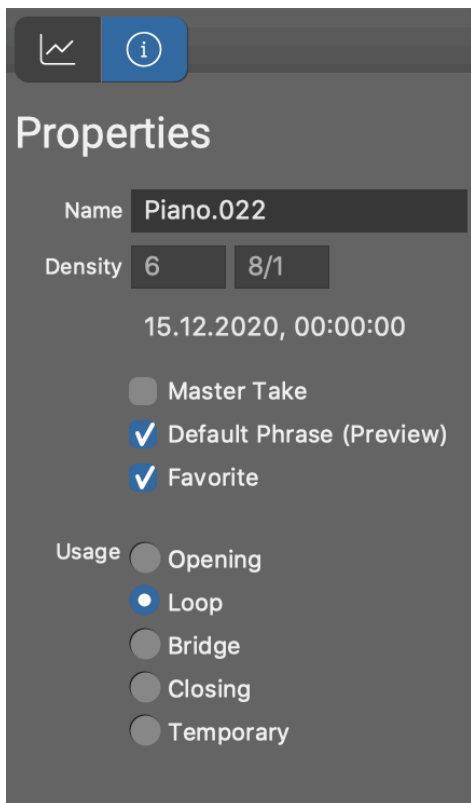 Properties
Name Piano.022
Density 6 8/1
15.12.2020, 00:00:00
Master Take
Default Phrase (Preview)
Favorite
Usage Opening
Loop
Bridge
Closing
Temporary